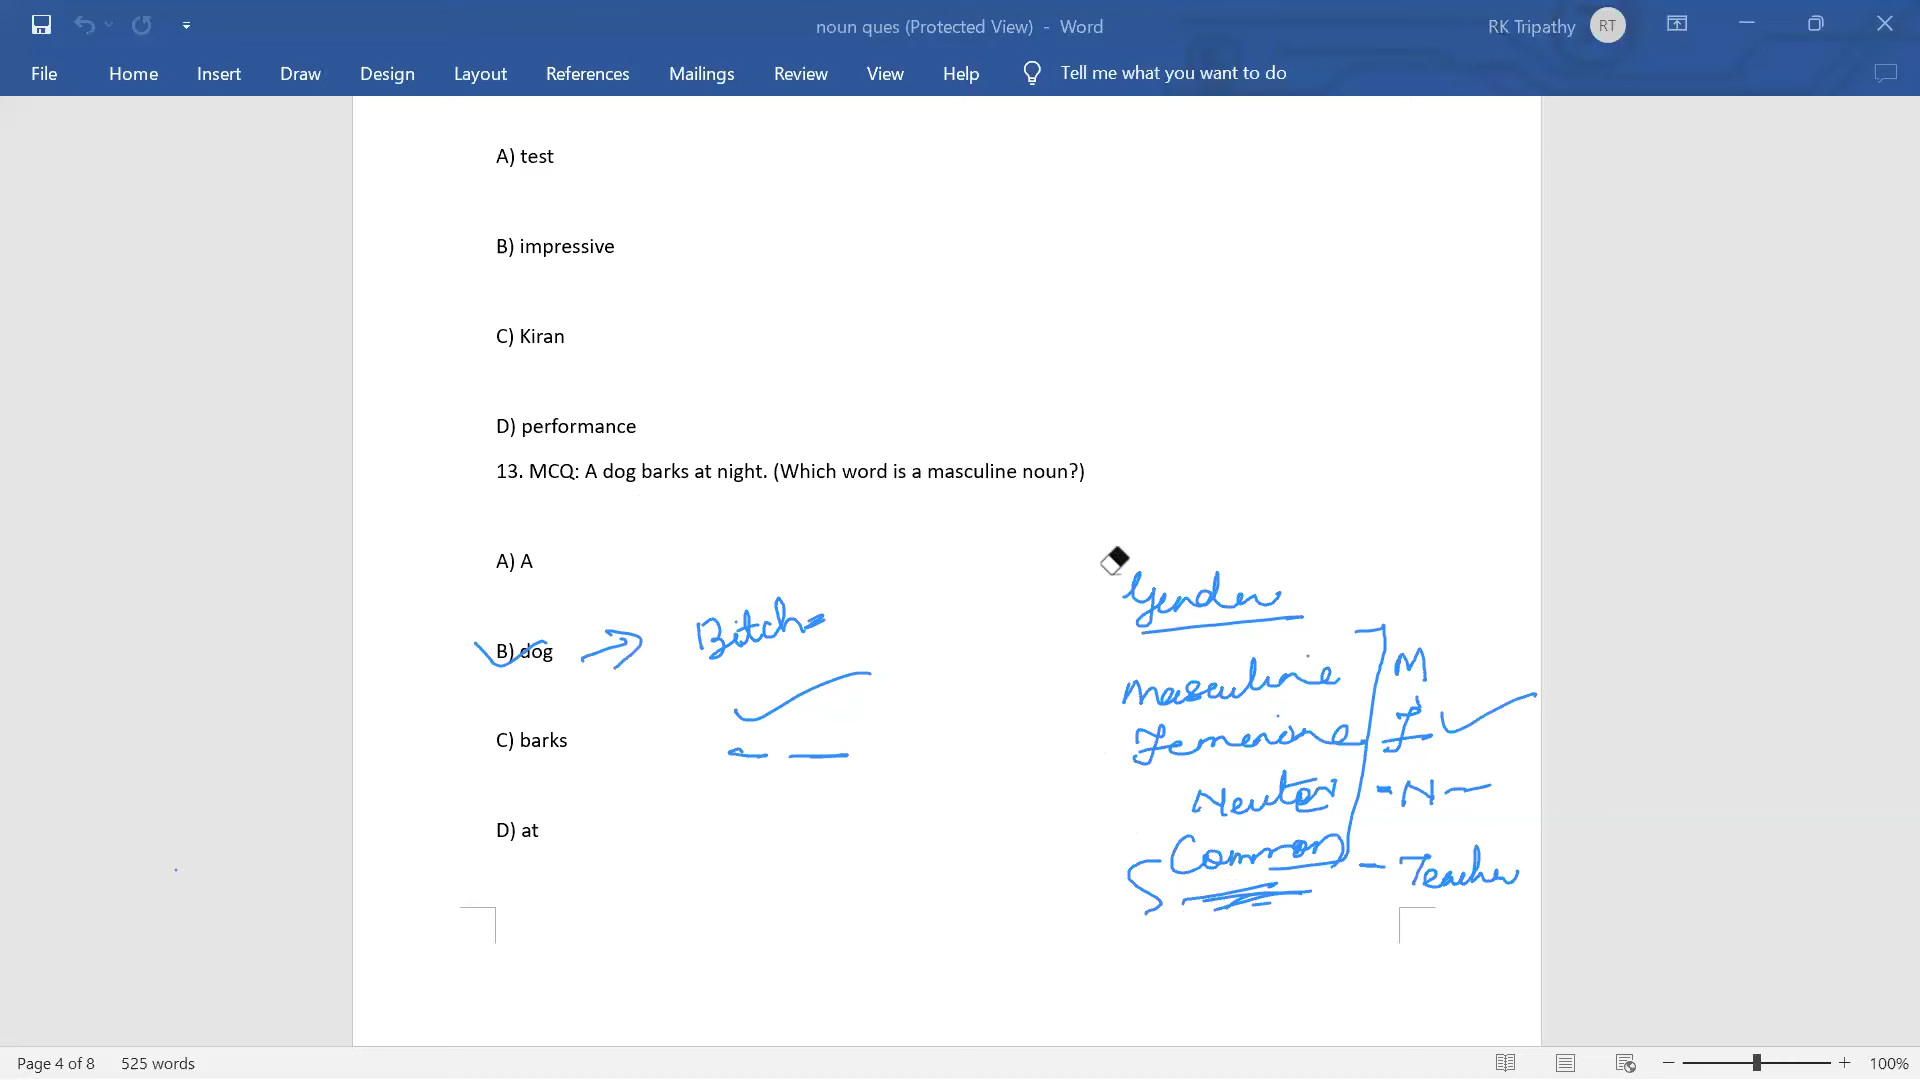 noun ques (Protected View) - Word
RK Tripathy RT
File Home Insert Draw Design Layout References Mailings Review View Help Tell me what you want to do
A) test
B) impressive
C) Kiran
D) performance
13. MCQ: A dog barks at night. (Which word is a masculine noun?)
A) A
Gender
B) dog Bitch
Masculine M
Femenine F
C) barks
Neuter - N -
D) at
Common - Teacher
Page 4 of 8 525 words 100%